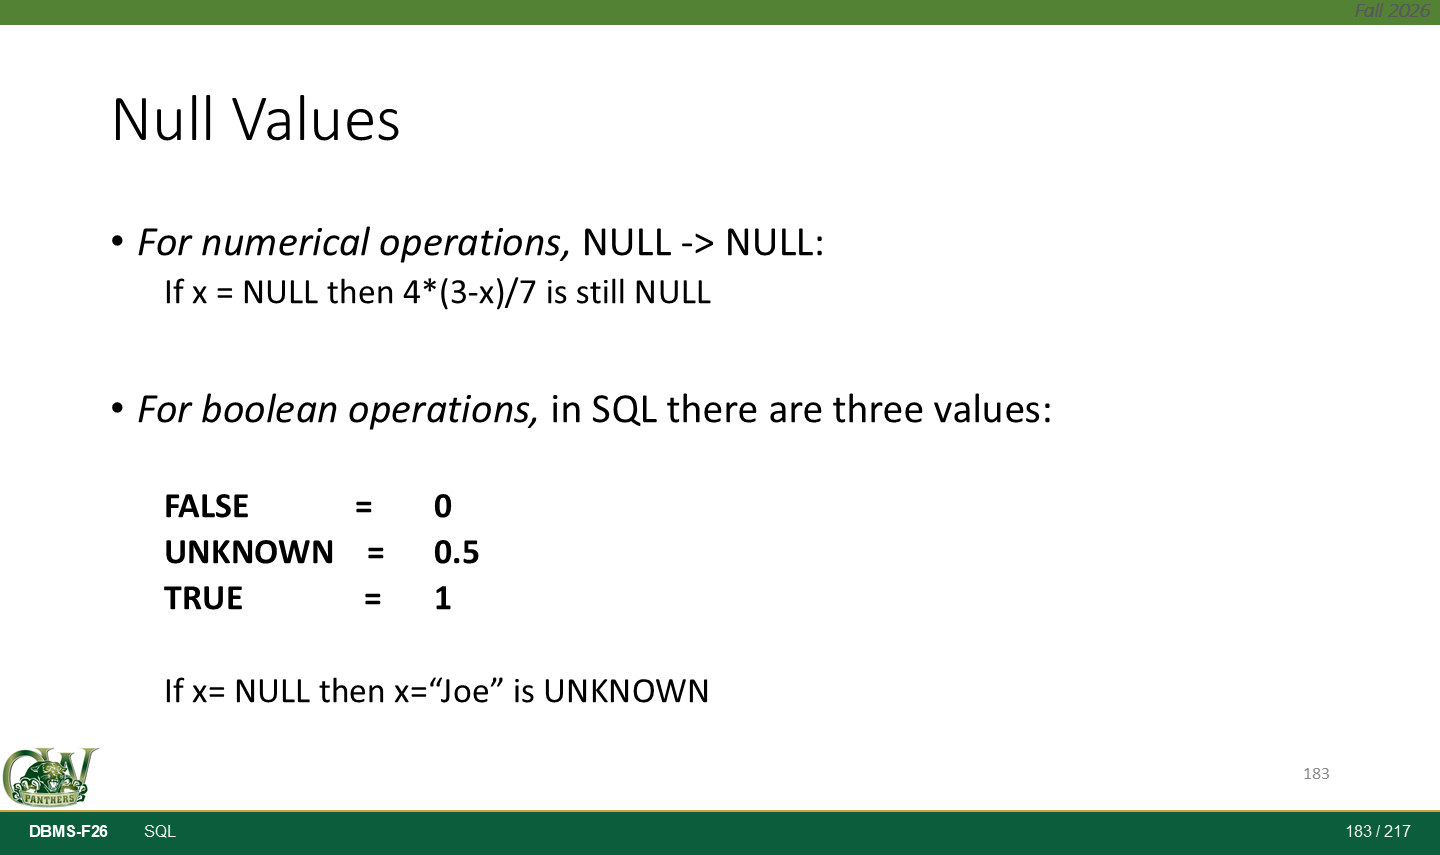 Fall 2026
Null Values
• For numerical operations, NULL -> NULL:
If x = NULL then 4*(3-x)/7 is still NULL
• For boolean operations, in SQL there are three values:
FALSE = 0
UNKNOWN = 0.5
TRUE = 1
If x= NULL then x=“Joe” is UNKNOWN
OW
PANTHERS
183
DBMS-F26 SQL 183 / 217